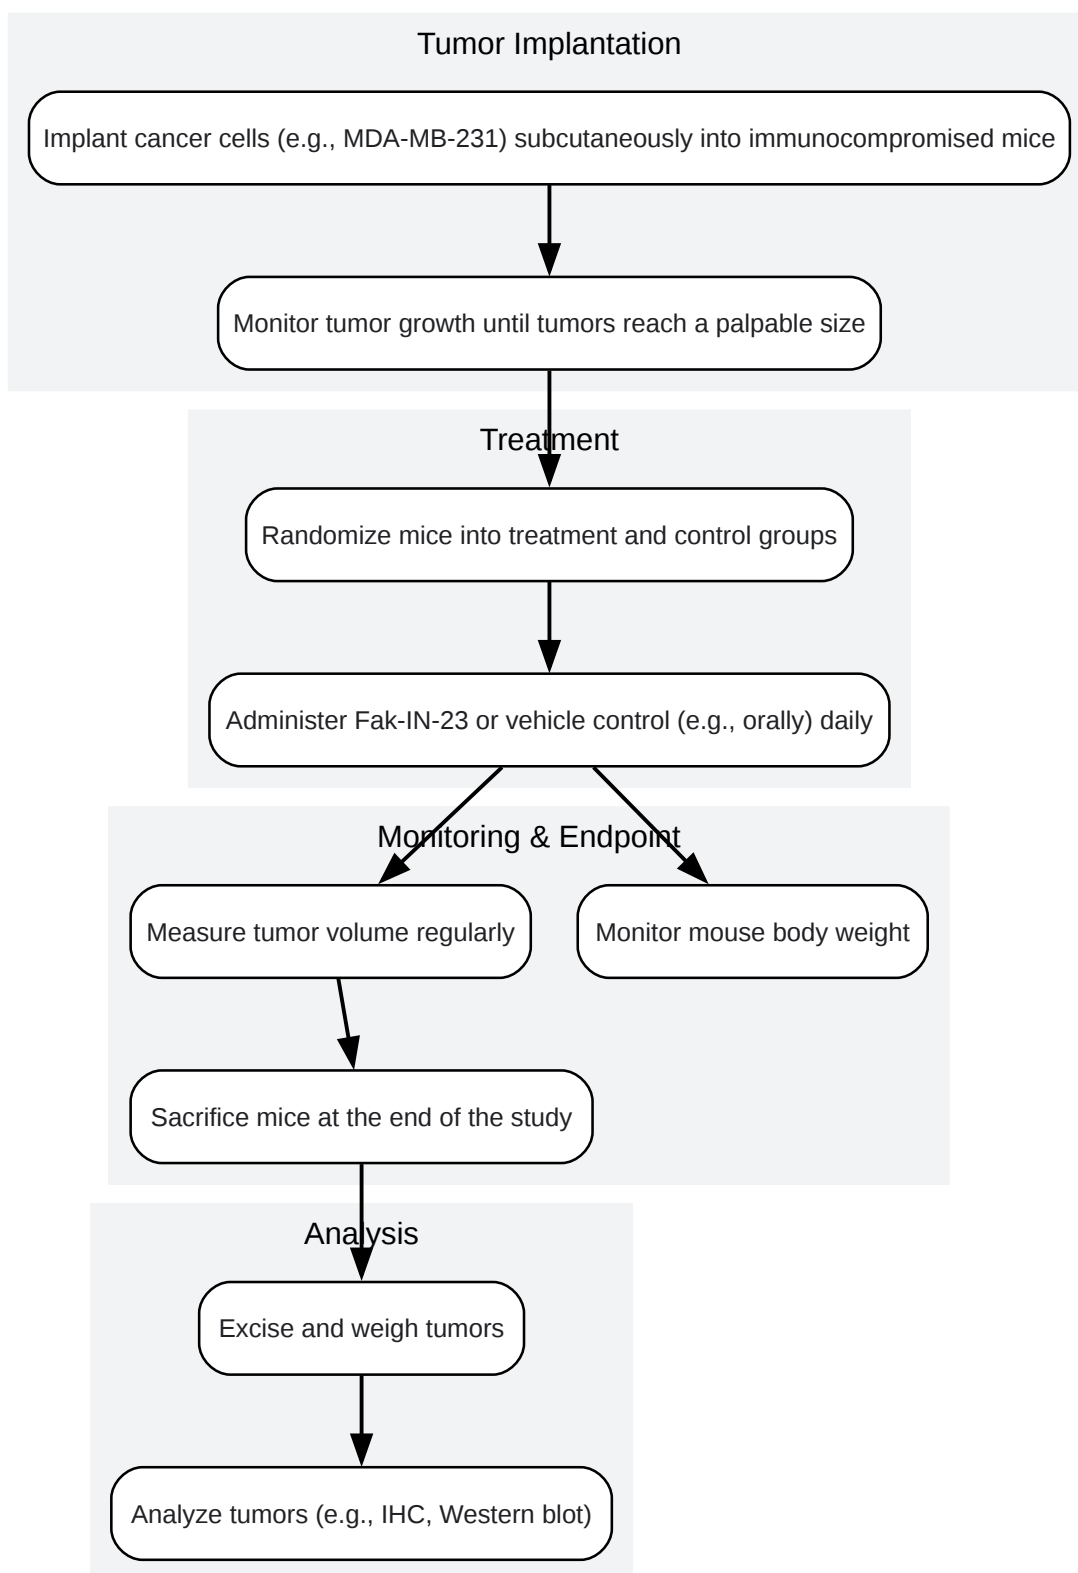 Tumor Implantation
Implant cancer cells (e.g., MDA-MB-231) subcutaneously into immunocompromised mice
Monitor tumor growth until tumors reach a palpable size
Treatment
Randomize mice into treatment and control groups
Administer Fak-IN-23 or vehicle control (e.g., orally) daily
Monitoring & Endpoint
Measure tumor volume regularly
Monitor mouse body weight
Sacrifice mice at the end of the study
Analysis
Excise and weigh tumors
Analyze tumors (e.g., IHC, Western blot)